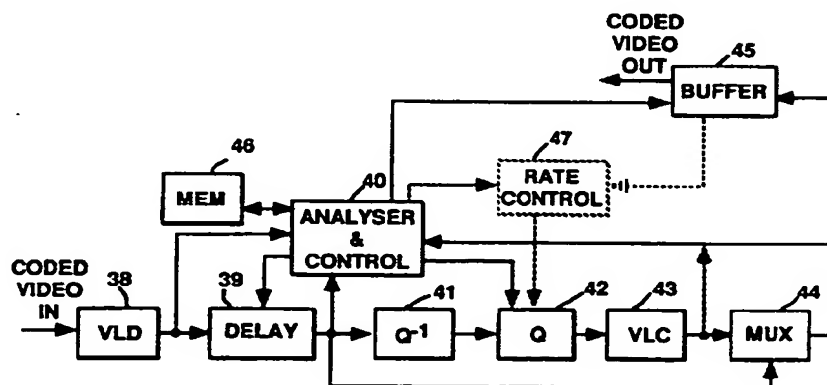 CODED
VIDEO
OUT
45
BUFFER
47
RATE
CONTROL
46
MEM
40
ANALYSER
&
CONTROL
CODED
VIDEO
IN
38
VLD
39
DELAY
41
Q-1
42
Q
43
VLC
44
MUX